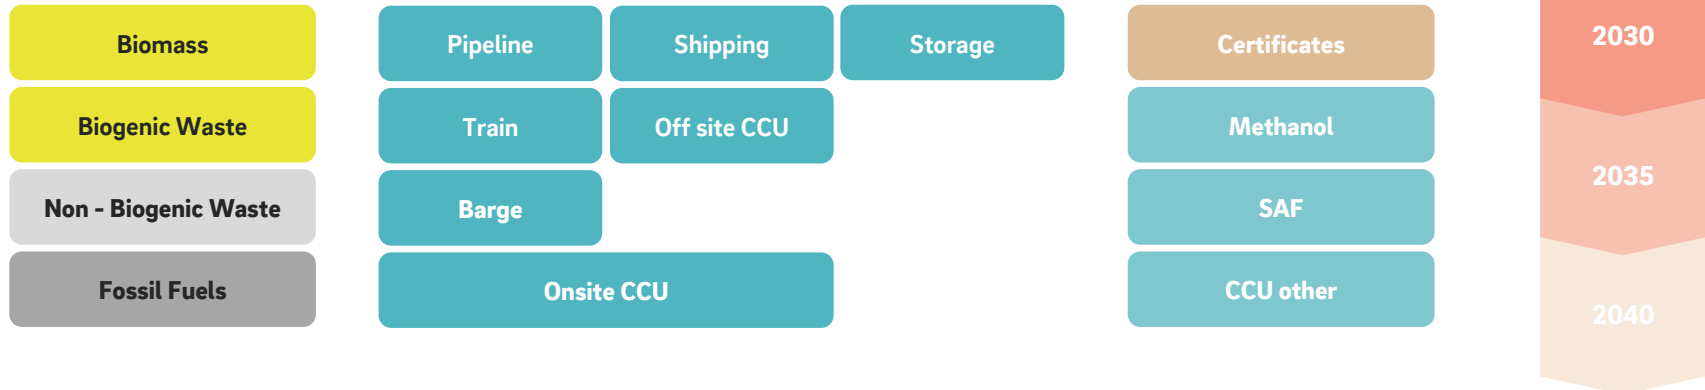 Biomass
Pipeline
Shipping
Storage
Certificates
2030
Biogenic Waste
Train
Off site CCU
Methanol
2035
Non - Biogenic Waste
Barge
SAF
Fossil Fuels
Onsite CCU
CCU other
2040